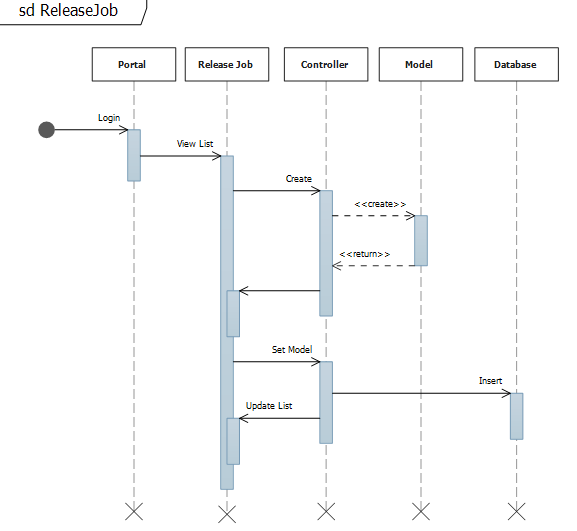 sd ReleaseJob
Portal
Release Job
Controller
Model
Database
Login
View List
Create
<<create>>
<<return>>
Set Model
Insert
Update List